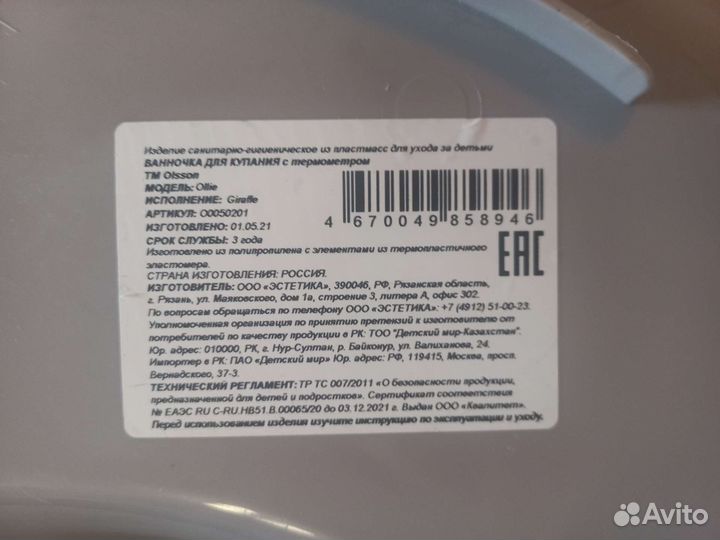 Изделие санитарно-гигиеническое из пластмасс для ухода за детьми
ВАННОЧКА ДЛЯ КУПАНИЯ с термометром
ТМ Olsson
МОДЕЛЬ: Ollie
ИСПОЛНЕНИЕ: Giraffe
АРТИКУЛ: O0050201
ИЗГОТОВЛЕНО: 01.05.21
СРОК СЛУЖБЫ: 3 года
4 670049 858946
EAC
Изготовлено из полипропилена с элементами из термопластичного
эластомера.
СТРАНА ИЗГОТОВЛЕНИЯ: РОССИЯ.
ИЗГОТОВИТЕЛЬ: ООО «ЭСТЕТИКА», 390046, РФ, Рязанская область,
г. Рязань, ул. Маяковского, дом 1а, строение 3, литера А, офис 302.
По вопросам обращаться по телефону ООО «ЭСТЕТИКА»: +7 (4912) 51-00-23.
Уполномоченная организация по принятию претензий к изготовителю от
потребителей по качеству продукции в РК: ТОО "Детский мир-Казахстан".
Юр. адрес: 010000, РК, г. Нур-Султан, р. Байконур, ул. Валиханова, 24.
Импортер в РК: ПАО «Детский мир» Юр. адрес: РФ, 119415, Москва, просп.
Вернадского, 37-3.
ТЕХНИЧЕСКИЙ РЕГЛАМЕНТ: ТР ТС 007/2011 «О безопасности продукции,
предназначенной для детей и подростков». Сертификат соответствия
№ ЕАЭС RU C-RU.HB51.B.00065/20 до 03.12.2021 г. Выдан ООО «Квалитет».
Перед использованием изделия изучите инструкцию по эксплуатации и уходу.
Avito